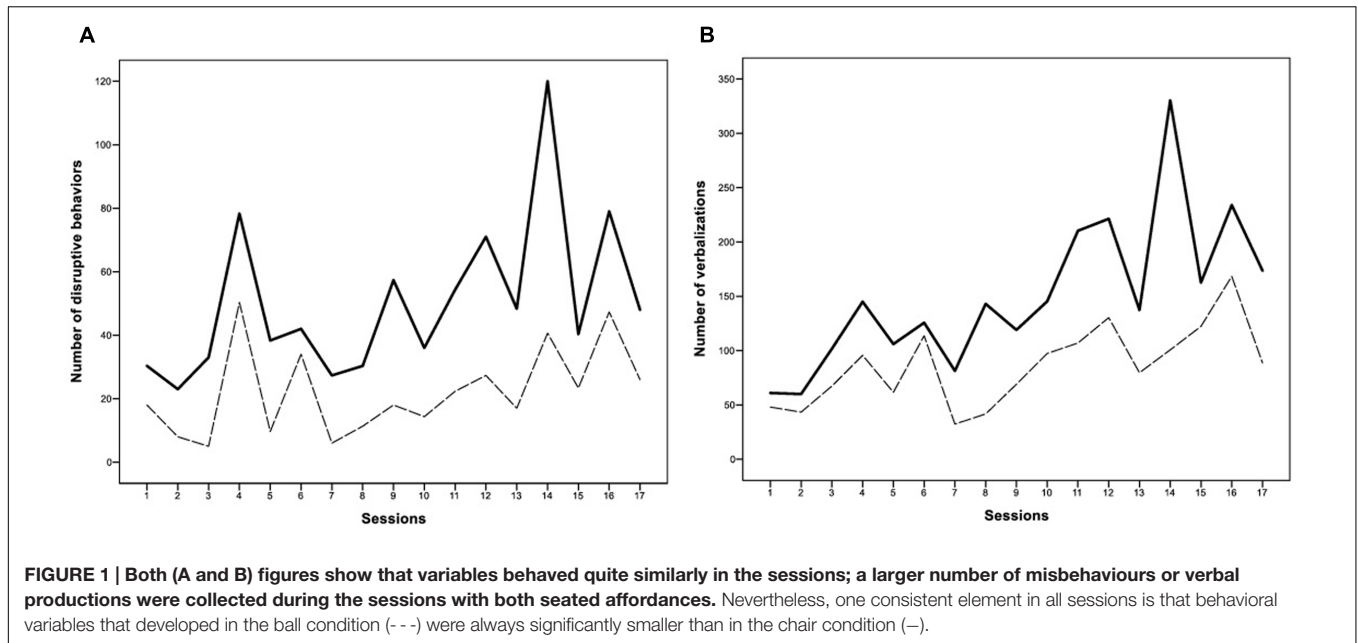 A
B
Number of disruptive behaviors
120
100
80
60
40
20
0
1 2 3 4 5 6 7 8 9 10 11 12 13 14 15 16 17
Sessions
Number of verbalizations
350
300
250
200
150
100
50
0
1 2 3 4 5 6 7 8 9 10 11 12 13 14 15 16 17
Sessions
FIGURE 1 | Both (A and B) figures show that variables behaved quite similarly in the sessions; a larger number of misbehaviours or verbal
productions were collected during the sessions with both seated affordances. Nevertheless, one consistent element in all sessions is that behavioral
variables that developed in the ball condition (- - -) were always significantly smaller than in the chair condition (–).